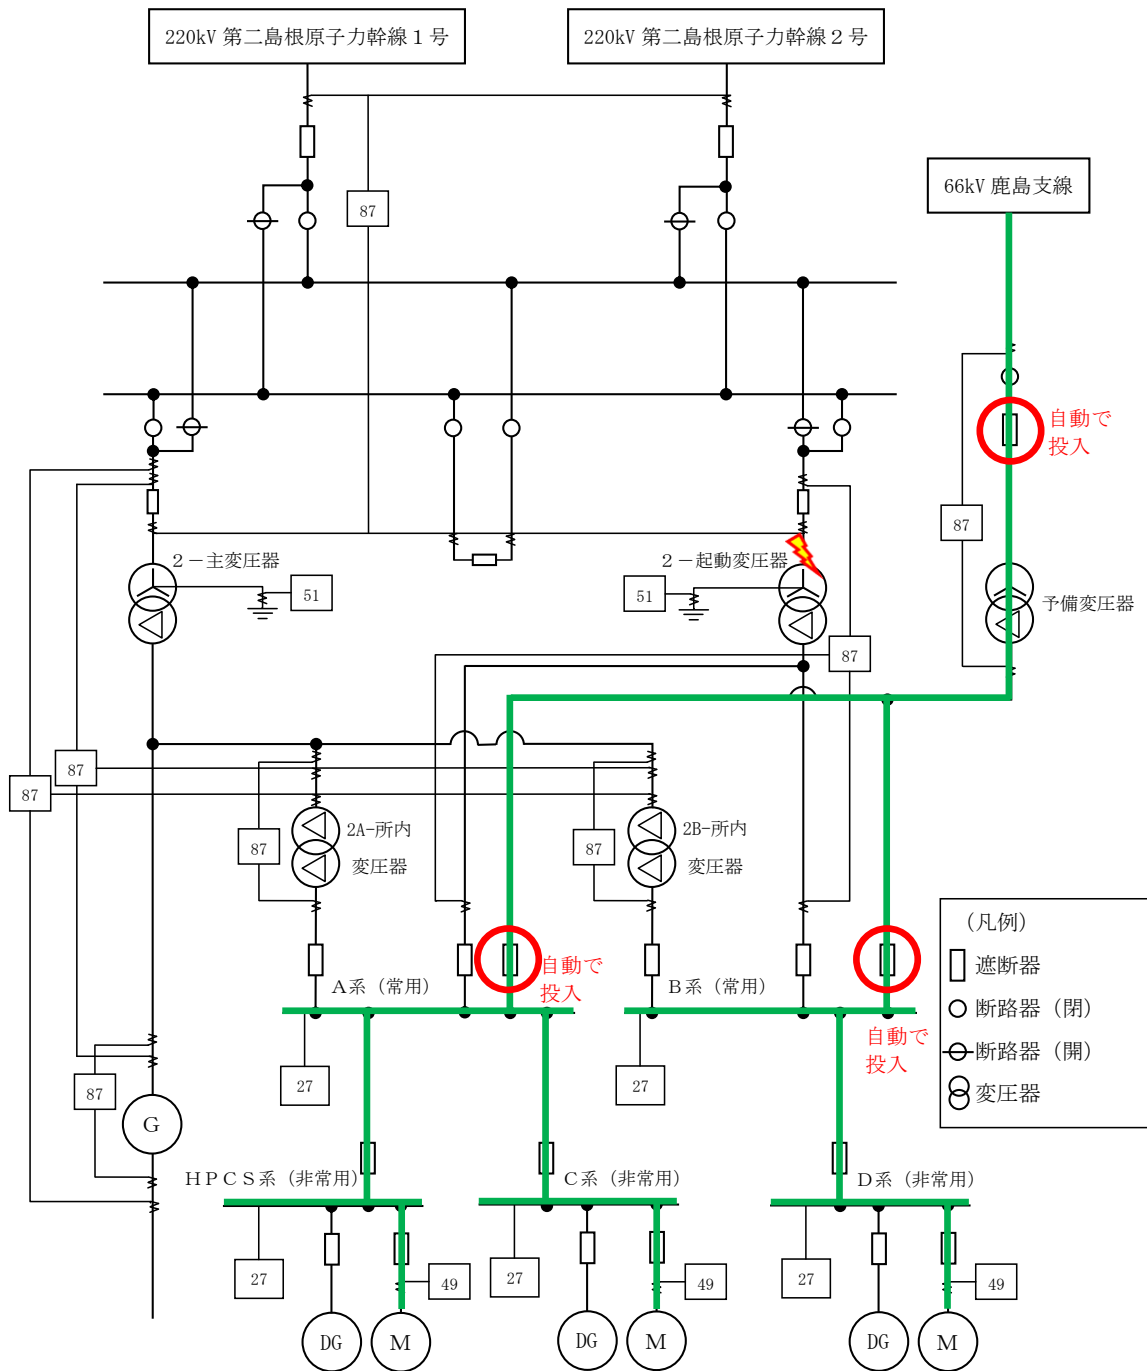 220kV 第二島根原子力幹線１号
220kV 第二島根原子力幹線２号
66kV 鹿島支線
87
自動で
投入
87
２－主変圧器
２－起動変圧器
51
51
予備変圧器
87
87
87
2A-所内
変圧器
87
2B-所内
変圧器
87
(凡例)
遮断器
断路器（閉）
断路器（開）
変圧器
自動で
投入
Ａ系（常用）
Ｂ系（常用）
自動で
投入
27
27
87
G
ＨＰＣＳ系（非常用）
Ｃ系（非常用）
Ｄ系（非常用）
27
49
27
49
27
49
DG
M
DG
M
DG
M